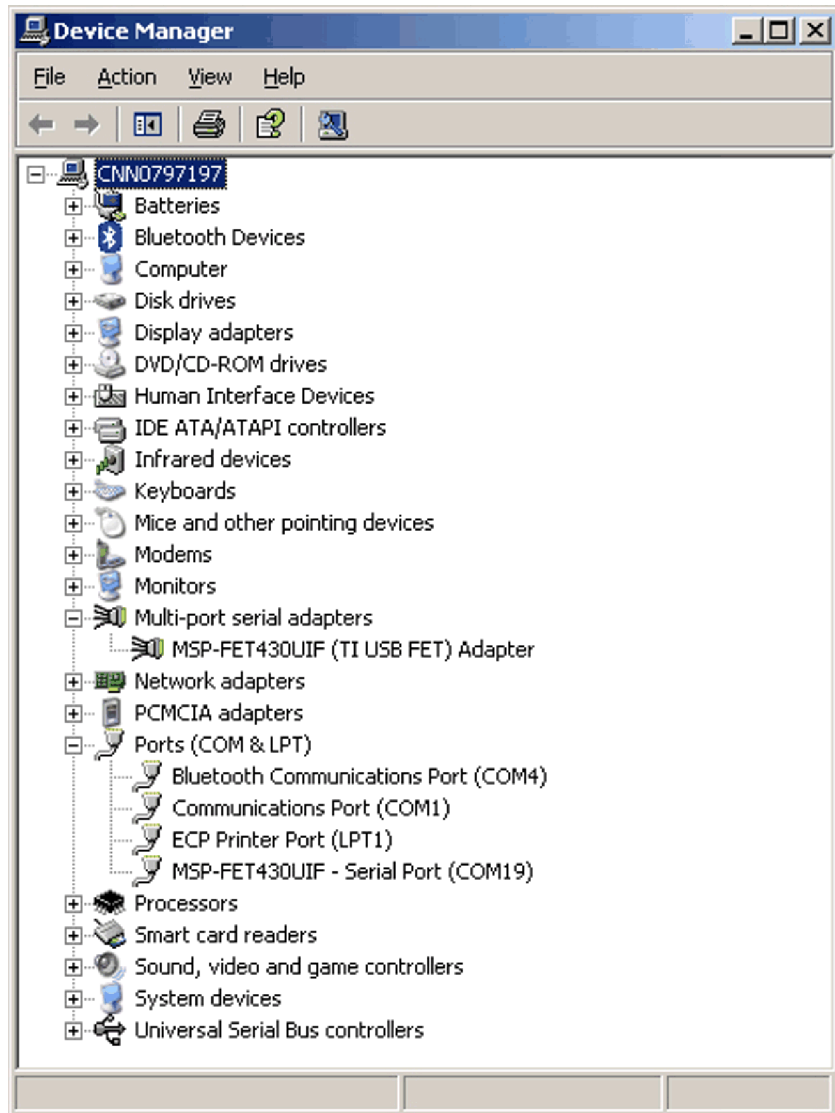 Device Manager
File Action View Help
CNN0797197
Batteries
Bluetooth Devices
Computer
Disk drives
Display adapters
DVD/CD-ROM drives
Human Interface Devices
IDE ATA/ATAPI controllers
Infrared devices
Keyboards
Mice and other pointing devices
Modems
Monitors
Multi-port serial adapters
MSP-FET430UIF (TI USB FET) Adapter
Network adapters
PCMCIA adapters
Ports (COM & LPT)
Bluetooth Communications Port (COM4)
Communications Port (COM1)
ECP Printer Port (LPT1)
MSP-FET430UIF - Serial Port (COM19)
Processors
Smart card readers
Sound, video and game controllers
System devices
Universal Serial Bus controllers